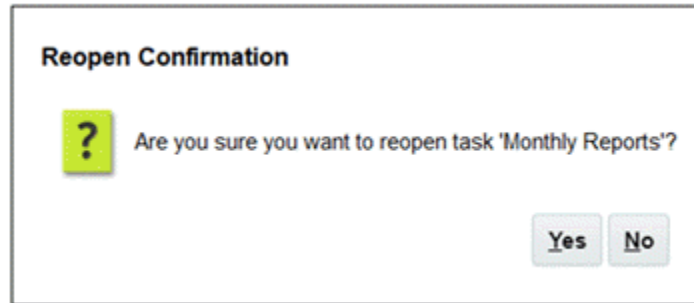 Reopen Confirmation
?
Are you sure you want to reopen task 'Monthly Reports'?
Yes No